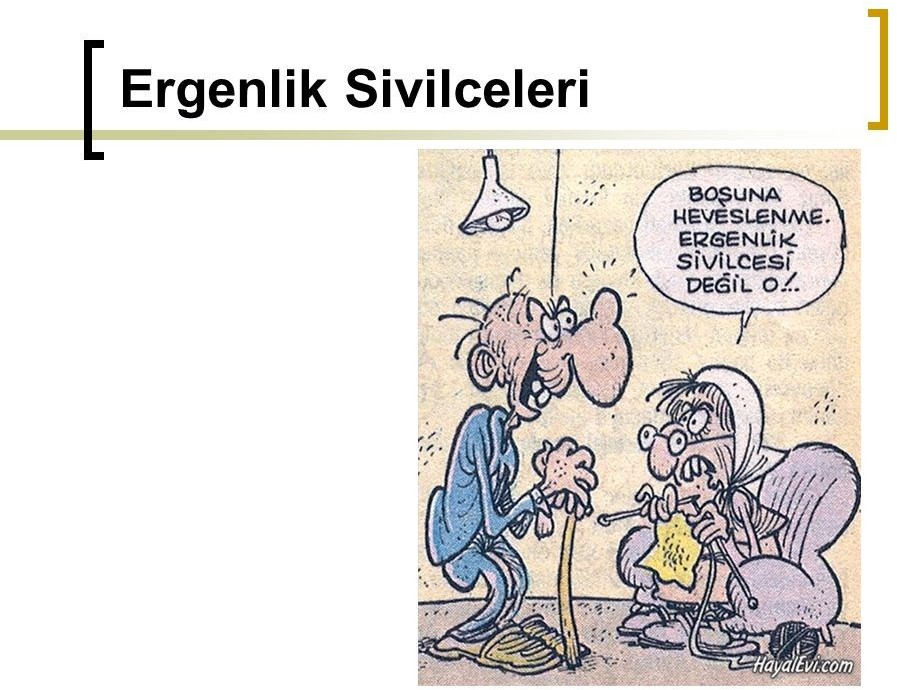 Ergenlik Sivilceleri
BOŞUNA
HEVESLENME.
ERGENLİK
SİVİLCESİ
DEĞİL O!..
HayalEvi.com